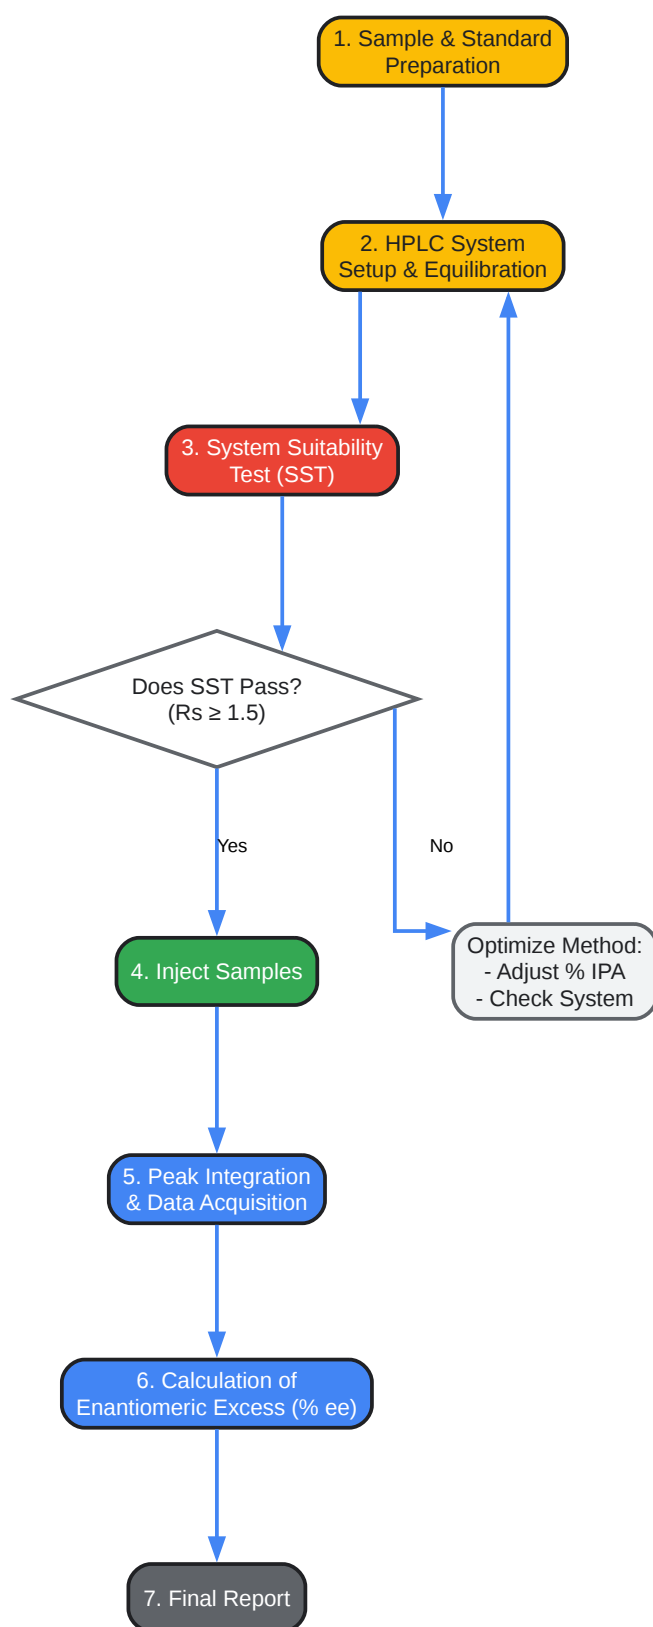 1. Sample & Standard
Preparation
2. HPLC System
Setup & Equilibration
3. System Suitability
Test (SST)
Does SST Pass?
(Rs ≥ 1.5)
Yes
No
4. Inject Samples
Optimize Method:
- Adjust % IPA
- Check System
5. Peak Integration
& Data Acquisition
6. Calculation of
Enantiomeric Excess (% ee)
7. Final Report